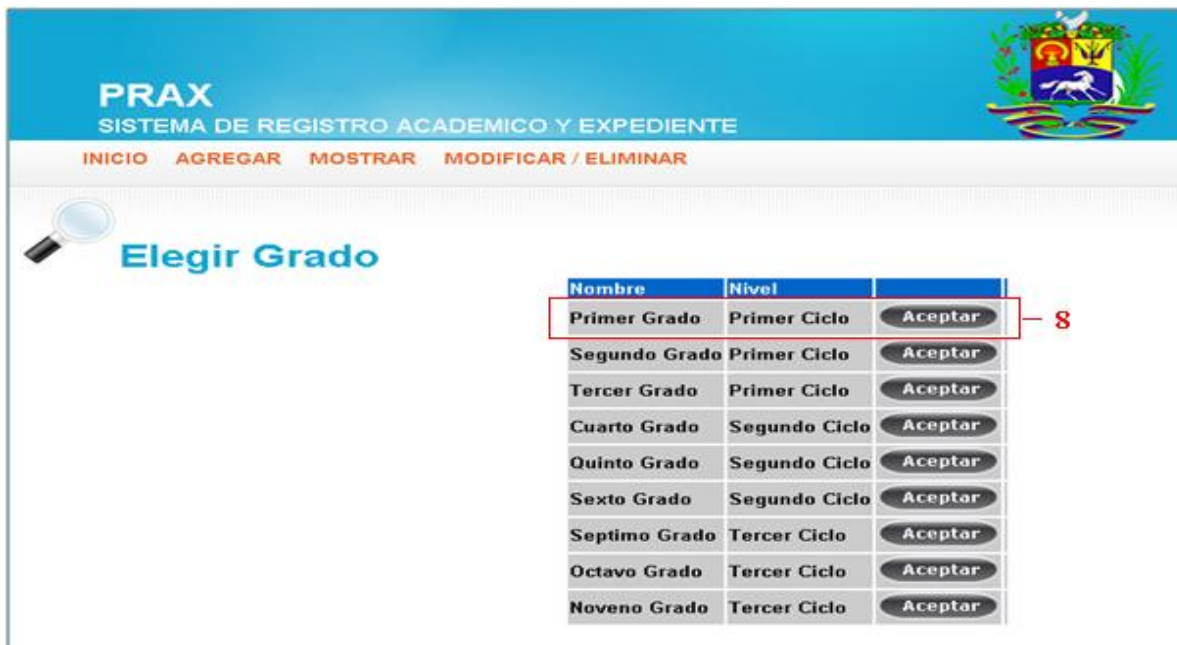 PRAX
SISTEMA DE REGISTRO ACADEMICO Y EXPEDIENTE
INICIO AGREGAR MOSTRAR MODIFICAR / ELIMINAR
Elegir Grado
Nombre Nivel
Primer Grado Primer Ciclo Aceptar 8
Segundo Grado Primer Ciclo Aceptar
Tercer Grado Primer Ciclo Aceptar
Cuarto Grado Segundo Ciclo Aceptar
Quinto Grado Segundo Ciclo Aceptar
Sexto Grado Segundo Ciclo Aceptar
Septimo Grado Tercer Ciclo Aceptar
Octavo Grado Tercer Ciclo Aceptar
Noveno Grado Tercer Ciclo Aceptar